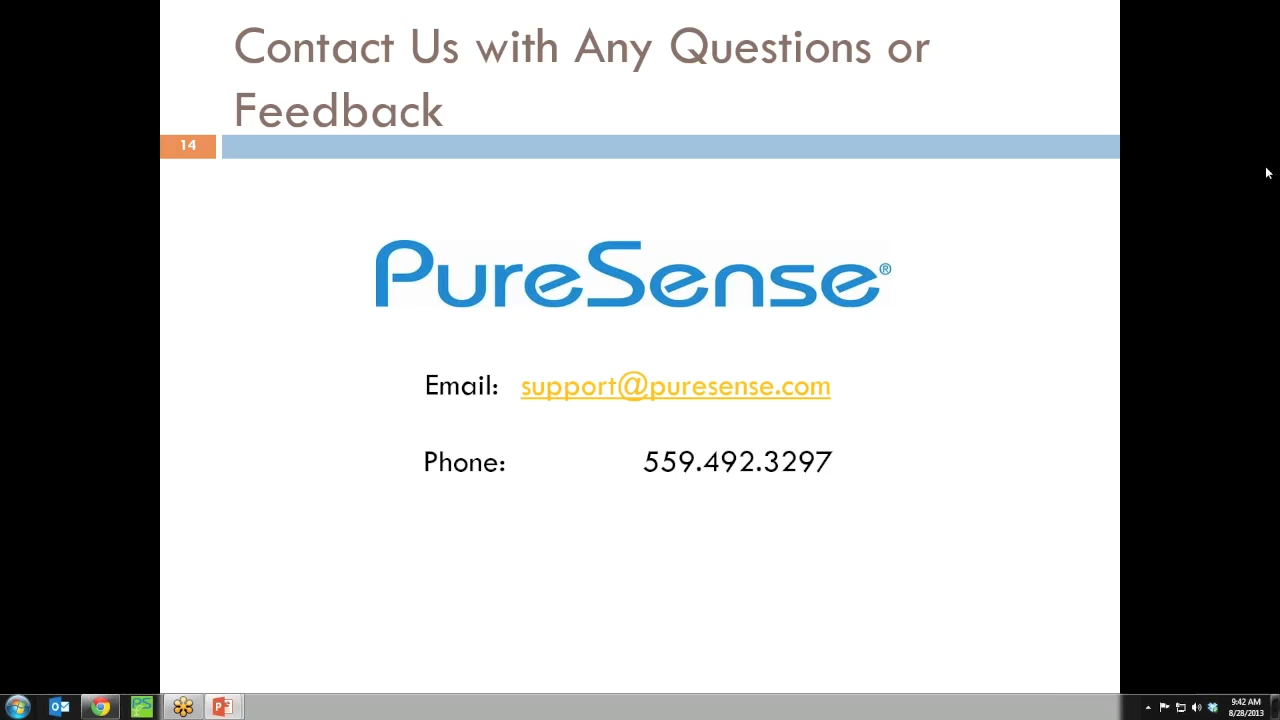 Contact Us with Any Questions or
Feedback
14
PureSense®
Email: support@puresense.com
Phone: 559.492.3297
PS
9:42 AM
8/28/2013